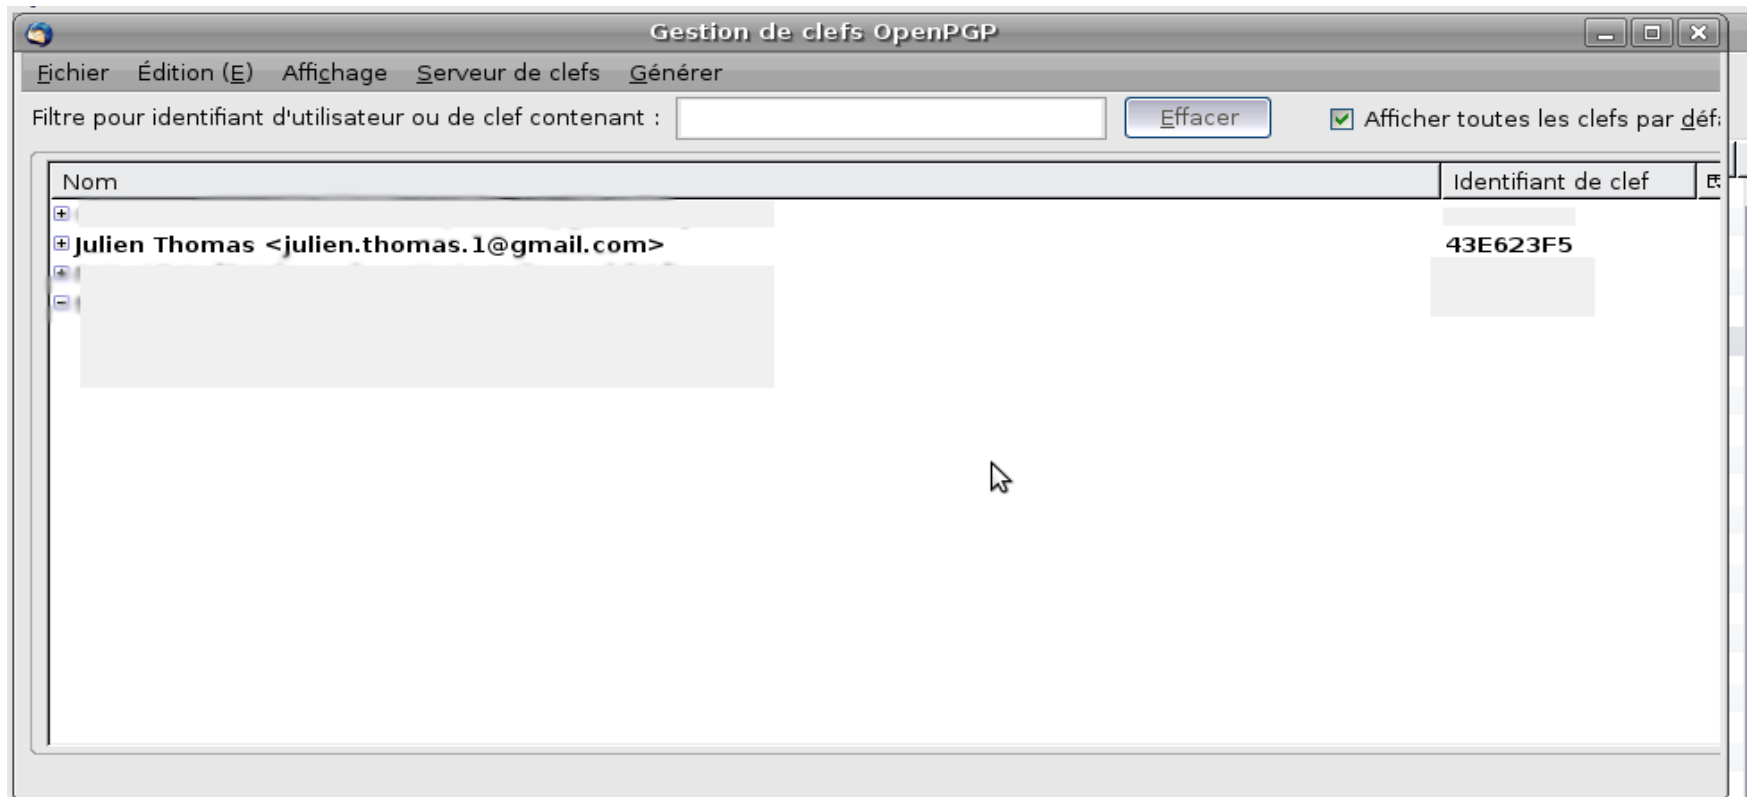 Gestion de clefs OpenPGP
Fichier Édition (E) Affichage Serveur de clefs Générer
Filtre pour identifiant d'utilisateur ou de clef contenant : Effacer Afficher toutes les clefs par
Nom Identifiant de clef
Julien Thomas <julien.thomas.1@gmail.com> 43E623F5